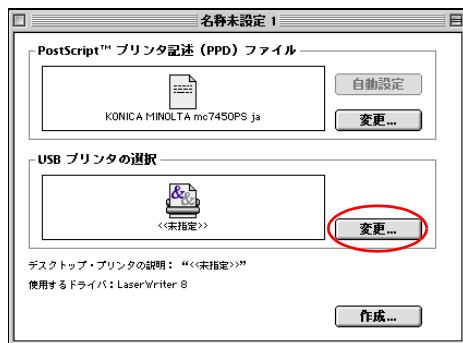 名称未設定 1
PostScript™ プリンタ記述（PPD）ファイル
自動設定
KONICA MINOLTA mc7450PS ja
変更...
USB プリンタの選択
<<未指定>>
変更...
デスクトップ・プリンタの説明： “<<未指定>>”
使用するドライバ：LaserWriter 8
作成...